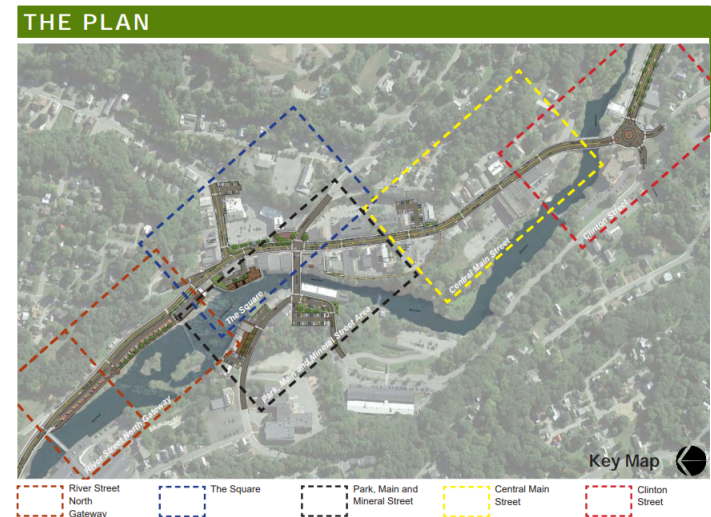 THE PLAN
Clinton Street
Central Main Street
The Square
Park, Main and Mineral Street Area
River Street North Gateway
Key Map
River Street
North
Gateway
The Square
Park, Main and
Mineral Street
Central Main
Street
Clinton
Street